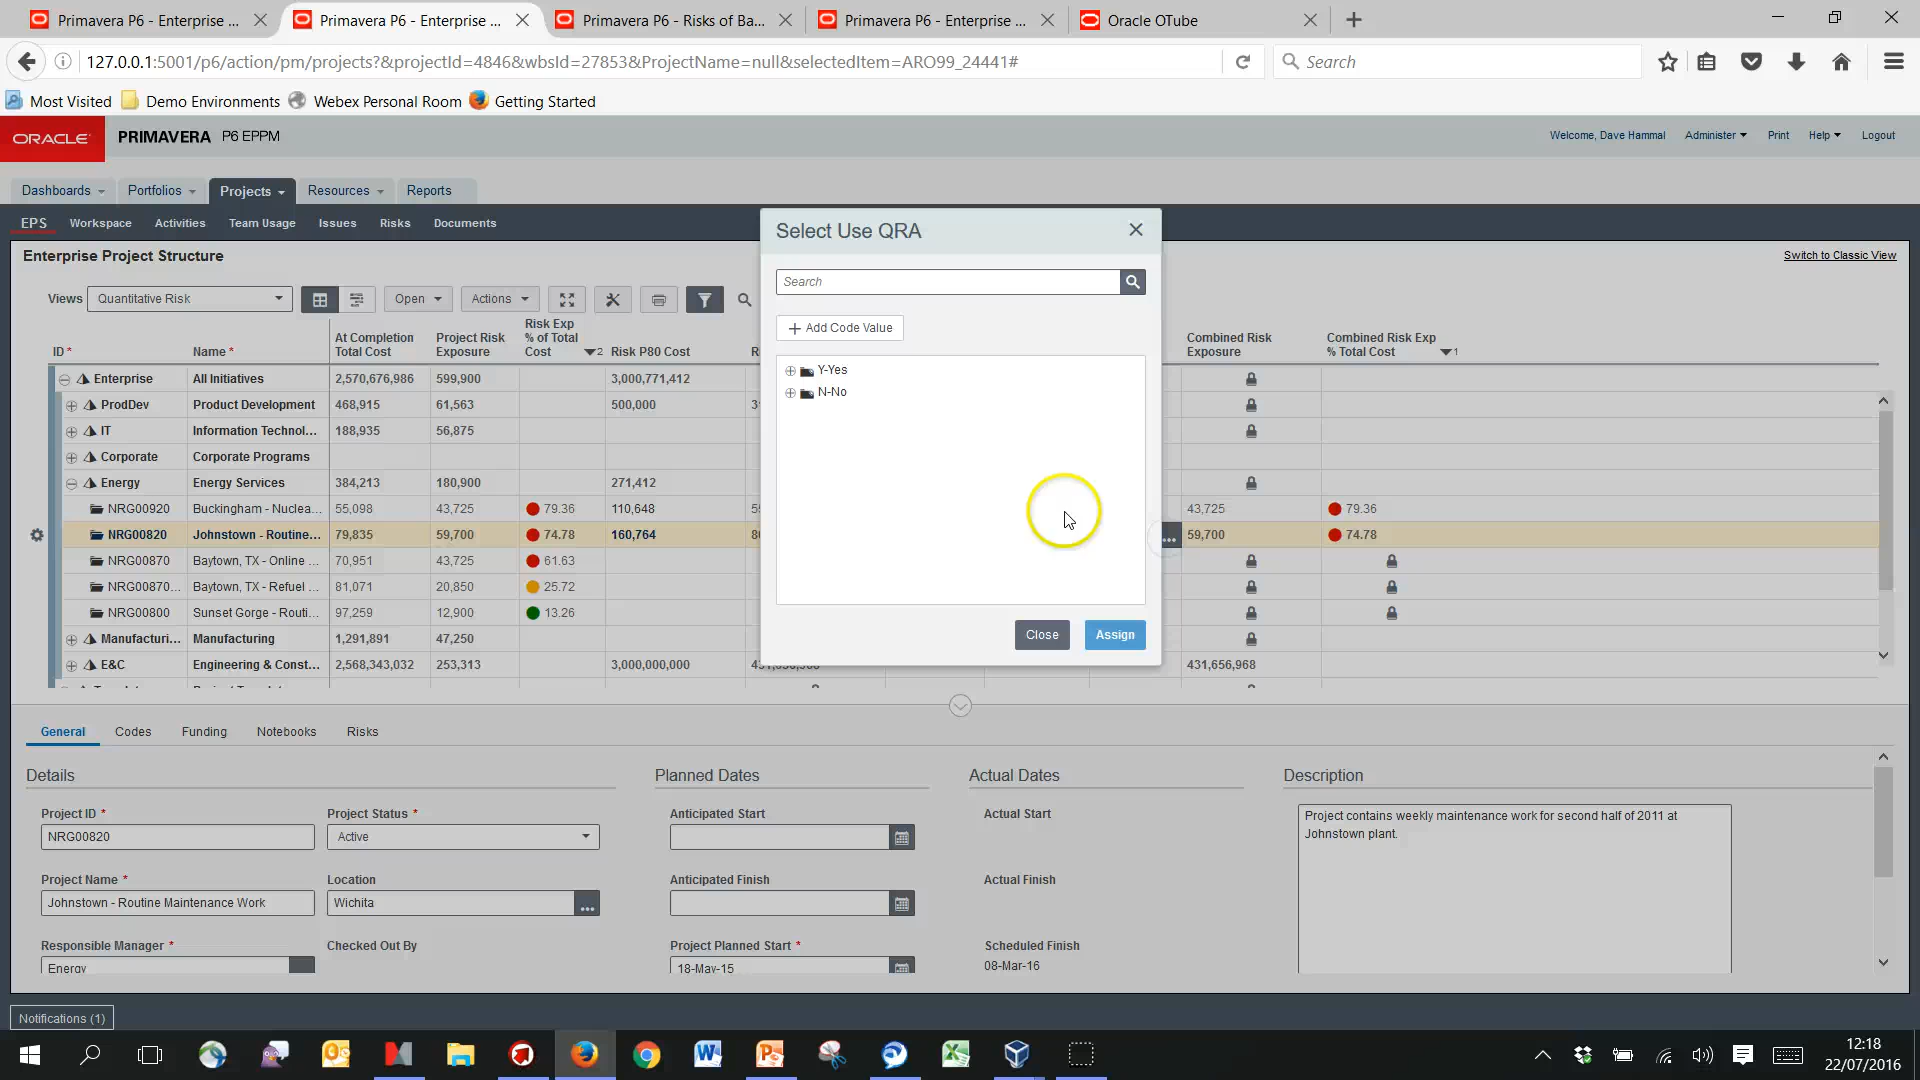 Primavera P6 - Enterprise ...
Primavera P6 - Enterprise ...
Primavera P6 - Risks of Ba...
Primavera P6 - Enterprise ...
Oracle OTube
127.0.0.1:5001/p6/action/pm/projects?&projectId=4846&wbsId=27853&ProjectName=null&selectedItem=ARO99_24441#
Search
Most Visited
Demo Environments
Webex Personal Room
Getting Started
ORACLE PRIMAVERA P6 EPPM
Welcome, Dave Hammal
Administer
Print
Help
Logout
Dashboards
Portfolios
Projects
Resources
Reports
EPS
Workspace
Activities
Team Usage
Issues
Risks
Documents
Enterprise Project Structure
Switch to Classic View
Views
Quantitative Risk
Open
Actions
ID *
Name *
At Completion Total Cost
Project Risk Exposure
Risk Exp % of Total Cost
2
Risk P80 Cost
Combined Risk Exposure
Combined Risk Exp % Total Cost
1
Enterprise All Initiatives 2,570,676,986 599,900 3,000,771,412
ProdDev Product Development 468,915 61,563 500,000
IT Information Technol... 188,935 56,875
Corporate Corporate Programs
Energy Energy Services 384,213 180,900 271,412
NRG00920 Buckingham - Nuclea... 55,098 43,725 79.36 110,648 43,725 79.36
NRG00820 Johnstown - Routine... 79,835 59,700 74.78 160,764 ... 59,700 74.78
NRG00870 Baytown, TX - Online ... 70,951 43,725 61.63
NRG00870... Baytown, TX - Refuel ... 81,071 20,850 25.72
NRG00800 Sunset Gorge - Routi... 97,259 12,900 13.26
Manufacturi... Manufacturing 1,291,891 47,250
E&C Engineering & Const... 2,568,343,032 253,313 3,000,000,000 431,656,968
Select Use QRA
Search
Add Code Value
Y-Yes
N-No
Close
Assign
General
Codes
Funding
Notebooks
Risks
Details
Planned Dates
Actual Dates
Description
Project ID *
NRG00820
Project Status *
Active
Anticipated Start
Actual Start
Project contains weekly maintenance work for second half of 2011 at
Johnstown plant.
Project Name *
Johnstown - Routine Maintenance Work
Location
Wichita
...
Anticipated Finish
Actual Finish
Responsible Manager *
Energy
Checked Out By
Project Planned Start *
18-May-15
Scheduled Finish
08-Mar-16
Notifications (1)
12:18
22/07/2016